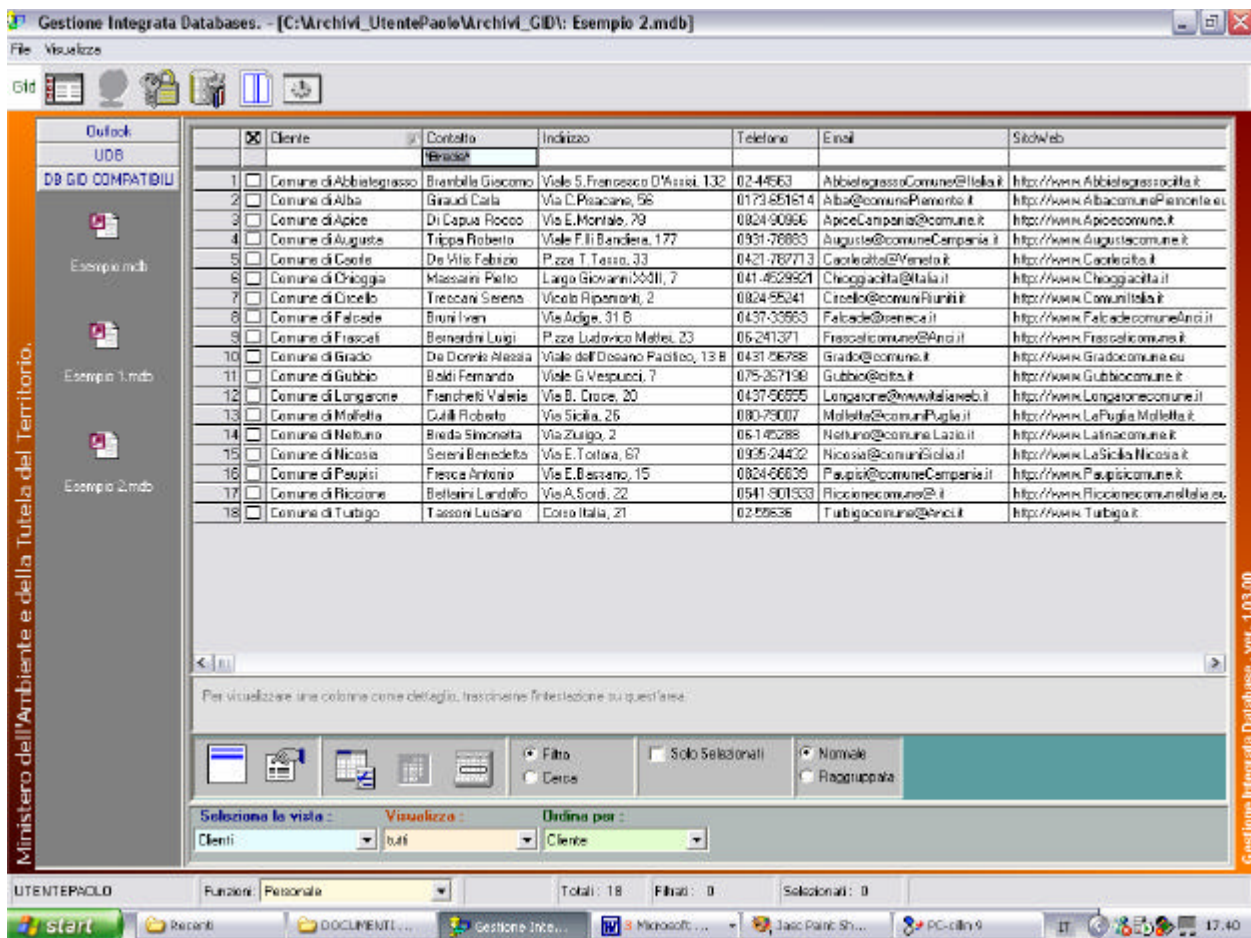 Gestione Integrata Databases. - [C:\Archivi_UtentePaolo\Archivi_GID\: Esempio 2.mdb]
File Visualizza
Gid
Outlook
UDB
DB GID COMPATIBILI
Esempio.mdb
Esempio 1.mdb
Esempio 2.mdb
Ministero dell'Ambiente e della Tutela del Territorio.
Cliente Contatto Indirizzo Telefono Email SitoWeb
1 Comune di Abbiategrasso Brambilla Giacomo Viale S.Francesco D'Assisi, 132 02-44563 AbbiategrassoComune@Italia.it http://www.Abbiategrassocitta.it
2 Comune di Alba Giraudi Carla Via C.Pisacane, 56 0173-651614 Alba@comunePiemonte.it http://www.AlbacomunePiemonte.eu
3 Comune di Apice Di Capua Rocco Via E.Montale, 78 0824-90966 ApiceCampania@comune.it http://www.Apicecomune.it
4 Comune di Augusta Trippa Roberto Viale F.lli Bandiera, 177 0931-78883 Augusta@comuneCampania.it http://www.Augustacomune.it
5 Comune di Caorle De Vitis Fabrizio P.zza T.Tasso, 33 0421-787713 Caorlecitta@Veneto.it http://www.Caorlecitta.it
6 Comune di Chioggia Massarini Pietro Largo Giovanni XXIII, 7 041-4529921 Chioggiacitta@Italia.it http://www.Chioggiacitta.it
7 Comune di Circello Treccani Serena Vicolo Ripamonti, 2 0824-55241 Circello@comuniRiuniti.it http://www.ComunItalia.it
8 Comune di Falcade Bruni Ivan Via Adige, 31 B 0437-33563 Falcade@seneca.it http://www.FalcadecomuneAnci.it
9 Comune di Frascati Bernardini Luigi P.zza Ludovico Mattei, 23 06-241371 Frascaticomune@Anci.it http://www.Frascaticomune.it
10 Comune di Grado De Donnis Alessia Viale dell'Oceano Pacifico, 13 B 0431-56788 Grado@comune.it http://www.Gradocomune.eu
11 Comune di Gubbio Baldi Fernando Viale G.Vespucci, 7 075-267198 Gubbio@citta.it http://www.Gubbiocomune.it
12 Comune di Longarone Franchetti Valeria Via B. Croce, 20 0437-56555 Longarone@wwwitaliaweb.it http://www.Longaronecomune.it
13 Comune di Molfetta Cutilli Roberto Via Sicilia, 26 080-79007 Molfetta@comuniPuglia.it http://www.LaPuglia.Molfetta.it
14 Comune di Nettuno Breda Simonetta Via Zurigo, 2 06-145288 Nettuno@comune.Lazio.it http://www.Latinacomune.it
15 Comune di Nicosia Sereni Benedetta Via E.Tortora, 67 0935-24432 Nicosia@comuniSicilia.it http://www.LaSicilia.Nicosia.it
16 Comune di Paupisi Fresca Antonio Via E.Bassano, 15 0824-66639 Paupisi@comuneCampania.it http://www.Paupisicomune.it
17 Comune di Riccione Bettarini Landolfo Via A.Sordi, 22 0541-901933 Riccionecomune@.it http://www.RiccionecomuneItalia.eu
18 Comune di Turbigo Tassoni Luciano Corso Italia, 21 02-55636 Turbigocomune@Anci.it http://www.Turbigo.it
Per visualizzare una colonna come dettaglio, trascinarne l'intestazione su quest'area.
Filtro
Cerca
Solo Selezionati
Normale
Raggruppata
Seleziona la vista : Visualizza : Ordina per :
Clienti tutti Cliente
Gestione Integrata Database . ver. 1.03.00
UTENTEPAOLO Funzioni: Personale Totali: 18 Filtrati: 0 Selezionati: 0
start Recenti DOCUMENTI ... Gestione Inte... 3 Microsoft ... Jasc Paint Sh... PC-cillin 9 IT 17.40